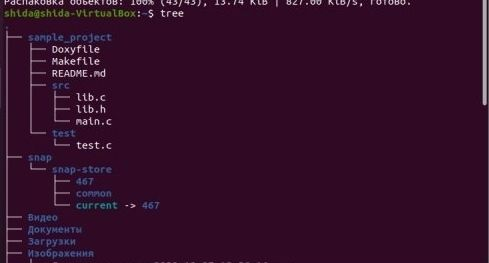 Распаковка объектов: 100% (43/43), 13.74 KiB | 827.00 KiB/с, готово.
shida@shida-VirtualBox:~$ tree
.
├── sample_project
│   ├── Doxyfile
│   ├── Makefile
│   ├── README.md
│   ├── src
│   │   ├── lib.c
│   │   ├── lib.h
│   │   └── main.c
│   └── test
│       └── test.c
├── snap
│   └── snap-store
│       ├── 467
│       ├── common
│       └── current -> 467
├── Видео
├── Документы
├── Загрузки
├── Изображения